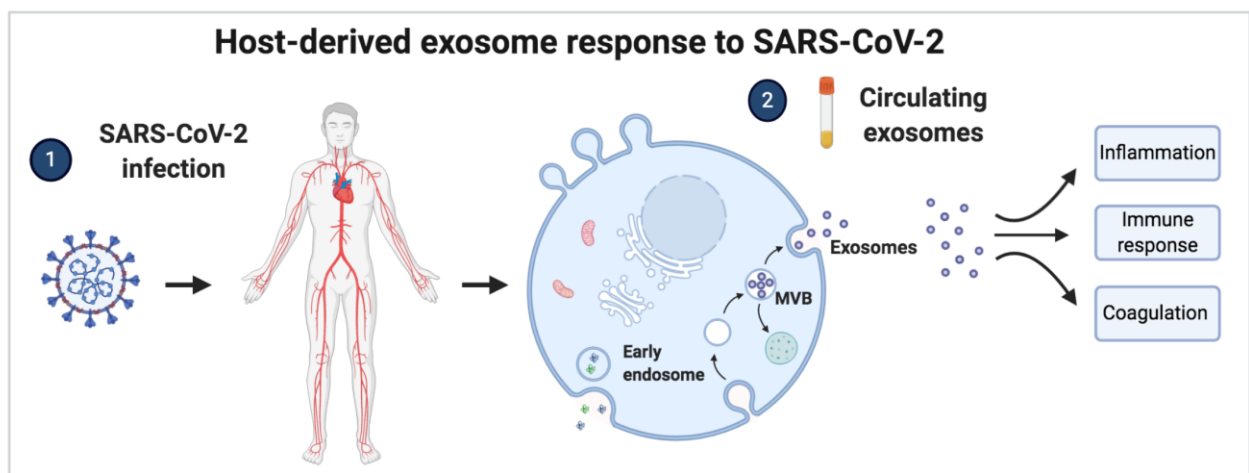 Host-derived exosome response to SARS-CoV-2
1
SARS-CoV-2
infection
2
Circulating
exosomes
Early
endosome
MVB
Exosomes
Inflammation
Immune
response
Coagulation